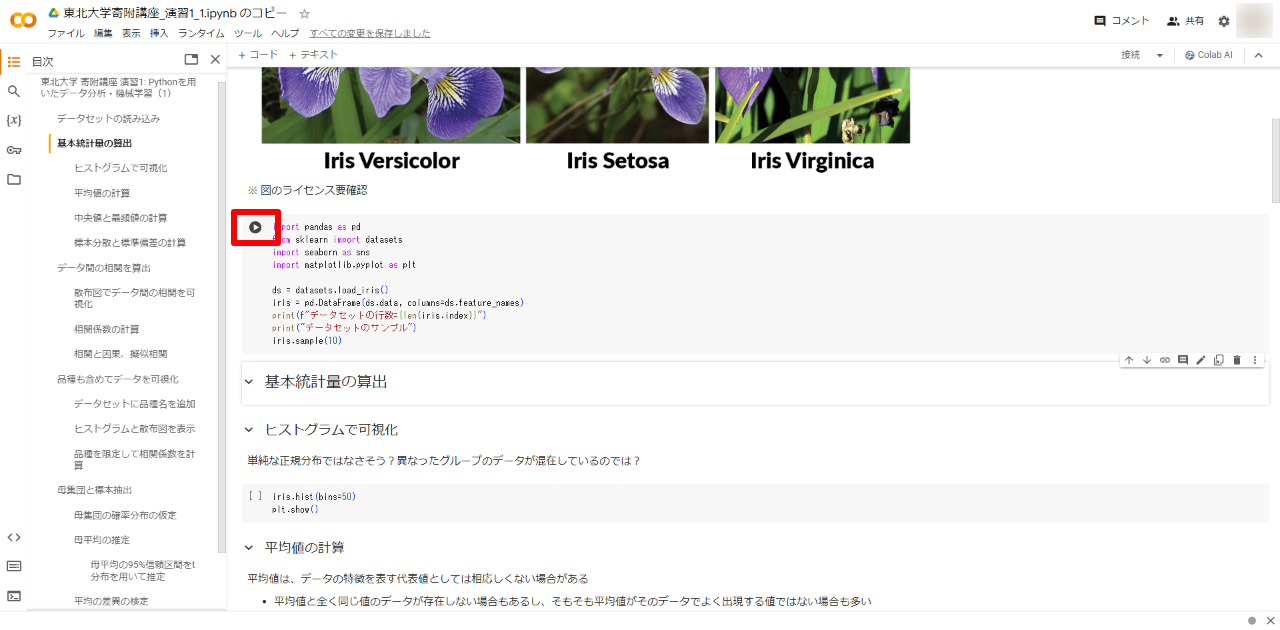 東北大学寄附講座_演習1_1.ipynb のコピー
コメント 共有
ファイル 編集 表示 挿入 ランタイム ツール ヘルプ すべての変更を保存しました
目次
+ コード + テキスト
接続 Colab AI
東北大学 寄附講座 演習1: Pythonを用
いたデータ分析・機械学習（1）
データセットの読み込み
基本統計量の算出
ヒストグラムで可視化
平均値の計算
中央値と最頻値の計算
標本分散と標準偏差の計算
データ間の相関を算出
散布図でデータ間の相関を可
視化
相関係数の計算
相関と因果、擬似相関
品種も含めてデータを可視化
データセットに品種名を追加
ヒストグラムと散布図を表示
品種を限定して相関係数を計
算
母集団と標本抽出
母集団の確率分布の仮定
母平均の推定
母平均の95%信頼区間をt
分布を用いて推定
平均の差異の検定
Iris Versicolor Iris Setosa Iris Virginica
※ 図のライセンス要確認
import pandas as pd
from sklearn import datasets
import seaborn as sns
import matplotlib.pyplot as plt
ds = datasets.load_iris()
iris = pd.DataFrame(ds.data, columns=ds.feature_names)
print(f"データセットの行数={len(iris.index)}")
print("データセットのサンプル")
iris.sample(10)
基本統計量の算出
ヒストグラムで可視化
単純な正規分布ではなさそう？異なったグループのデータが混在しているのでは？
[ ] iris.hist(bins=50)
plt.show()
平均値の計算
平均値は、データの特徴を表す代表値としては相応しくない場合がある
• 平均値と全く同じ値のデータが存在しない場合もあるし、そもそも平均値がそのデータでよく出現する値ではない場合も多い